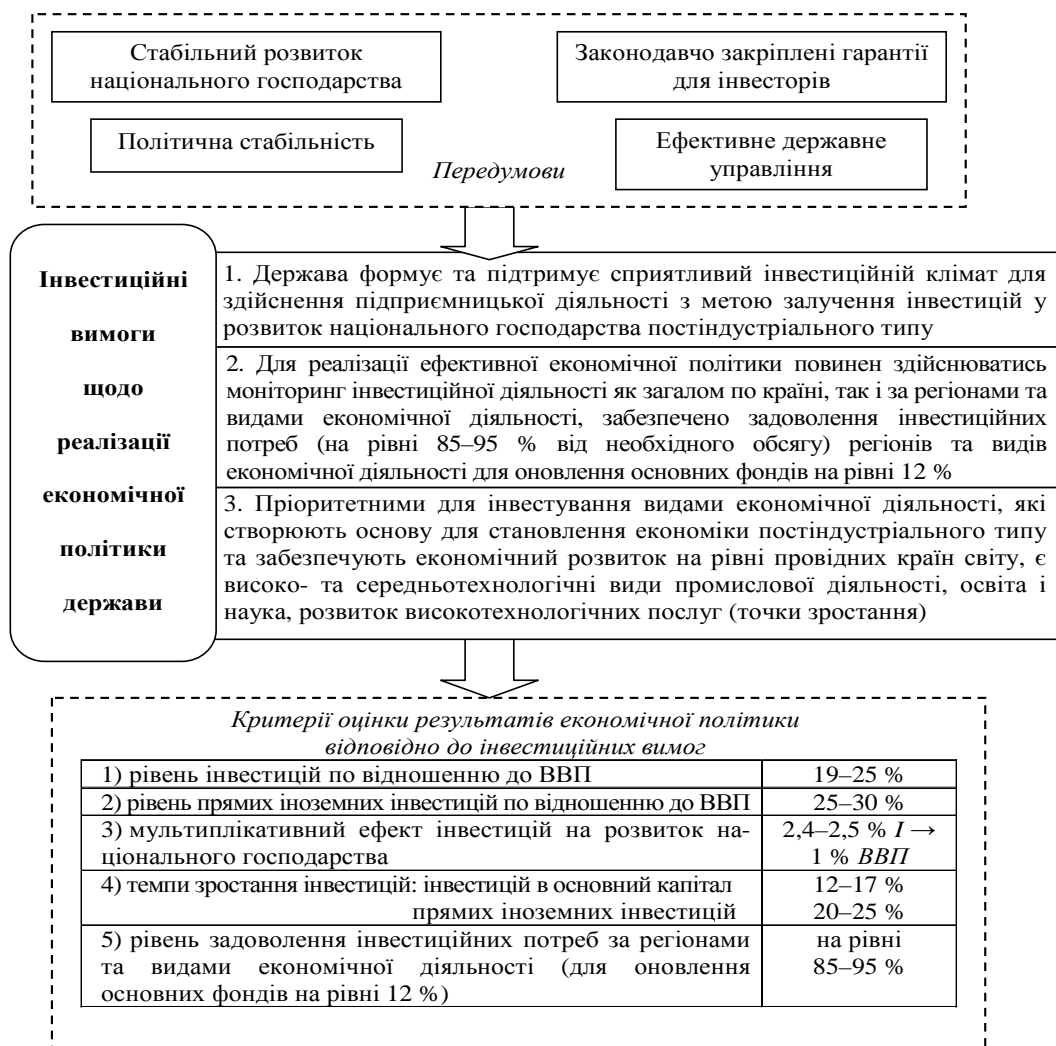 Стабільний розвиток
національного господарства
Законодавчо закріплені гарантії
для інвесторів
Політична стабільність
Ефективне державне
управління
Передумови
Інвестиційні
вимоги
щодо
реалізації
економічної
політики
держави
1. Держава формує та підтримує сприятливий інвестиційній клімат для
здійснення підприємницької діяльності з метою залучення інвестицій у
розвиток національного господарства постіндустріального типу
2. Для реалізації ефективної економічної політики повинен здійснюватись
моніторинг інвестиційної діяльності як загалом по країні, так і за регіонами та
видами економічної діяльності, забезпечено задоволення інвестиційних
потреб (на рівні 85–95 % від необхідного обсягу) регіонів та видів
економічної діяльності для оновлення основних фондів на рівні 12 %
3. Пріоритетними для інвестування видами економічної діяльності, які
створюють основу для становлення економіки постіндустріального типу
та забезпечують економічний розвиток на рівні провідних країн світу, є
високо- та середньотехнологічні види промислової діяльності, освіта і
наука, розвиток високотехнологічних послуг (точки зростання)
Критерії оцінки результатів економічної політики
відповідно до інвестиційних вимог
1) рівень інвестицій по відношенню до ВВП 19–25 %
2) рівень прямих іноземних інвестицій по відношенню до ВВП 25–30 %
3) мультиплікативний ефект інвестицій на розвиток на- 2,4–2,5 % I →
ціонального господарства 1 % ВВП
4) темпи зростання інвестицій: інвестицій в основний капітал 12–17 %
прямих іноземних інвестицій 20–25 %
5) рівень задоволення інвестиційних потреб за регіонами на рівні
та видами економічної діяльності (для оновлення 85–95 %
основних фондів на рівні 12 %)